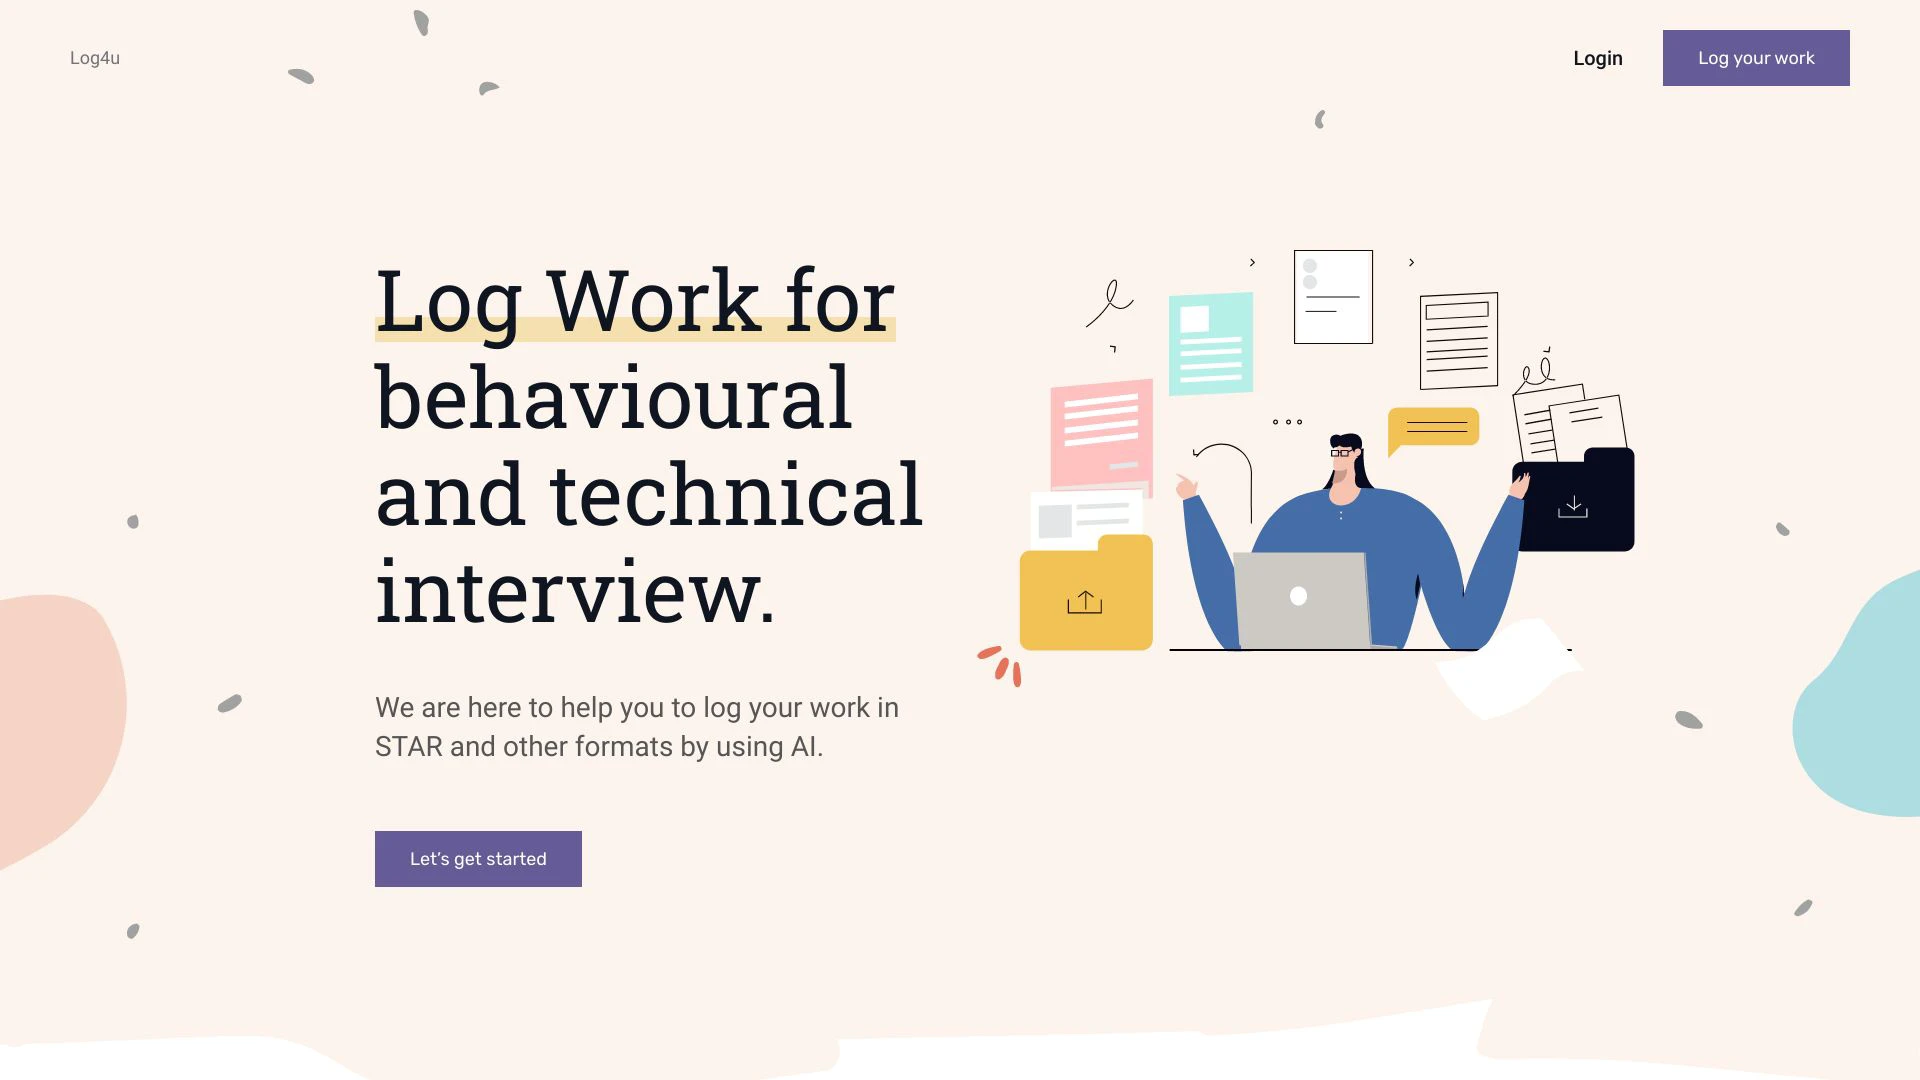 Log4u
Login
Log your work
Log Work for
behavioural
and technical
interview.
We are here to help you to log your work in
STAR and other formats by using AI.
Let’s get started